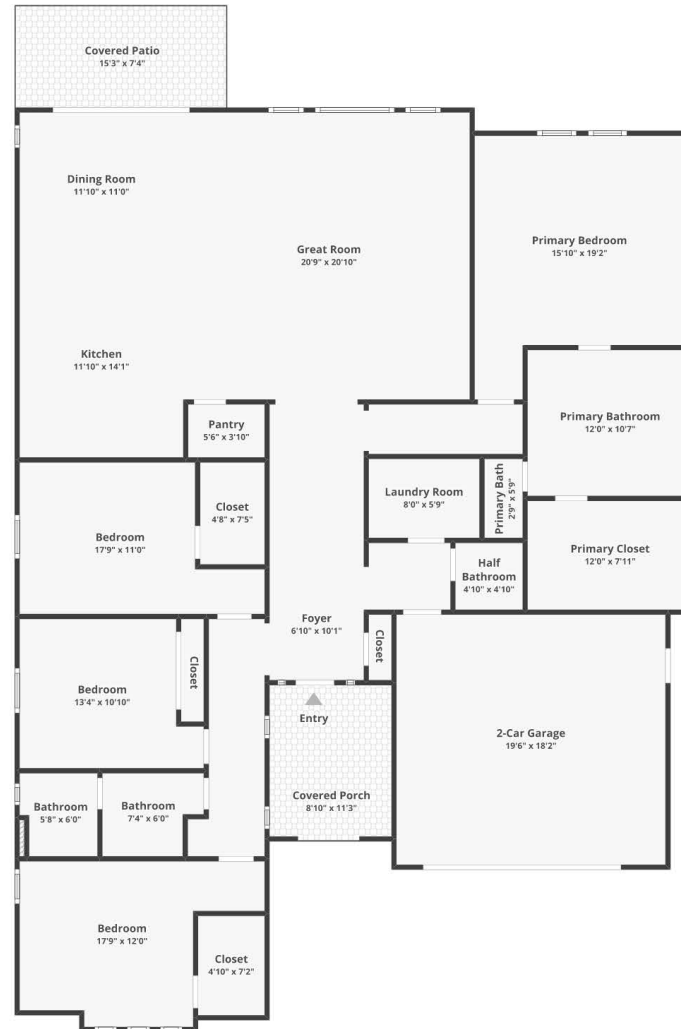 Covered Patio
15'3" x 7'4"
Dining Room
11'10" x 11'0"
Great Room
20'9" x 20'10"
Primary Bedroom
15'10" x 19'2"
Kitchen
11'10" x 14'1"
Pantry
5'6" x 3'10"
Primary Bathroom
12'0" x 10'7"
Closet
4'8" x 7'5"
Laundry Room
8'0" x 5'9"
Primary Bath
2'9" x 5'9"
Bedroom
17'9" x 11'0"
Primary Closet
12'0" x 7'11"
Half
Bathroom
4'10" x 4'10"
Foyer
6'10" x 10'1"
Closet
Closet
Bedroom
13'4" x 10'10"
Entry
2-Car Garage
19'6" x 18'2"
Covered Porch
8'10" x 11'3"
Bathroom
5'8" x 6'0"
Bathroom
7'4" x 6'0"
Bedroom
17'9" x 12'0"
Closet
4'10" x 7'2"